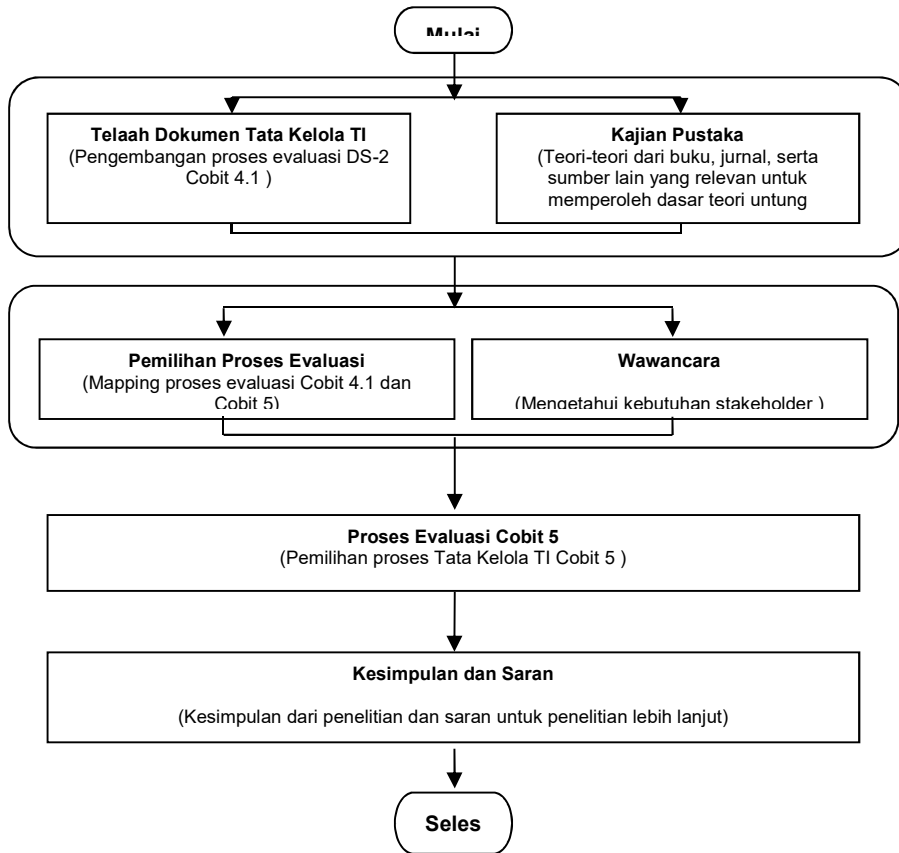 Mulai
Telaah Dokumen Tata Kelola TI
(Pengembangan proses evaluasi DS-2
Cobit 4.1 )
Kajian Pustaka
(Teori-teori dari buku, jurnal, serta
sumber lain yang relevan untuk
memperoleh dasar teori untung
Pemilihan Proses Evaluasi
(Mapping proses evaluasi Cobit 4.1 dan
Cobit 5)
Wawancara
(Mengetahui kebutuhan stakeholder )
Proses Evaluasi Cobit 5
(Pemilihan proses Tata Kelola TI Cobit 5 )
Kesimpulan dan Saran
(Kesimpulan dari penelitian dan saran untuk penelitian lebih lanjut)
Seles